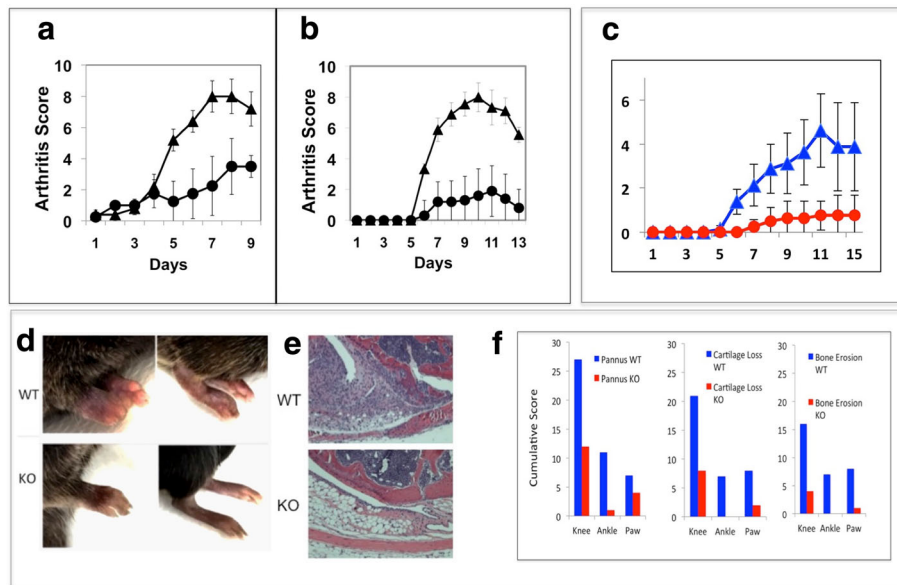 a
b
c
10
8
6
4
2
0
Arthritis Score
1 3 5 7 9
Days
10
8
6
4
2
0
Arthritis Score
1 3 5 7 9 11 13
Days
6
4
2
0
1 3 5 7 9 11 15
d
WT
KO
e
WT
KO
f
Cumulative Score
30
25
20
15
10
5
0
Pannus WT
Pannus KO
Knee Ankle Paw
30
25
20
15
10
5
0
Cartilage Loss
WT
Cartilage Loss
KO
Knee Ankle Paw
30
25
20
15
10
5
0
Bone Erosion
WT
Bone Erosion
KO
Knee Ankle Paw